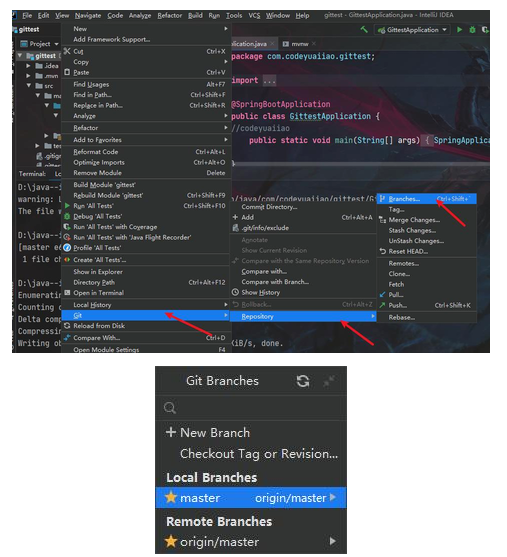 File Edit View Navigate Code Analyze Refactor Build Run Tools VCS Window Help gittest - GittestApplication.java - IntelliJ IDEA
gittest
GittestApplication
Project
lication.java
mvnw
gittest
.idea
.mn
src
ma
.gitig
New
Add Framework Support...
Cut Ctrl+X
Copy
Paste Ctrl+V
Find Usages Alt+F7
Find in Path... Ctrl+Shift+F
Replace in Path... Ctrl+Shift+R
Analyze
Refactor
Add to Favorites
Reformat Code Ctrl+Alt+L
Optimize Imports Ctrl+Alt+O
Remove Module Delete
Build Module 'gittest'
Rebuild Module 'gittest' Ctrl+Shift+F9
Run 'All Tests' Ctrl+Shift+F10
Debug 'All Tests'
Run 'All Tests' with Coverage
Run 'All Tests' with 'Java Flight Recorder'
Profile 'All Tests'
Create 'All Tests'...
Show in Explorer
Directory Path Ctrl+Alt+F12
Open in Terminal
Local History
Git
Reload from Disk
Compare With... Ctrl+D
Open Module Settings F4
package com.codeyuaiiao.gittest;
import ...
@SpringBootApplication
public class GittestApplication {
//codeyuaiiao
public static void main(String[] args) { SpringApplica
}
Terminal: Loca
D:\java--i
warning: L
The file h
D:\java--i
[master e
1 file ch
D:\java--i
Enumeratin
Counting o
Delta comp
Compressin
Writing ob
KiB/s, done.
/java/com/codeyuaiiao/gittest/Gi
Commit Directory...
Add Ctrl+Alt+A
.git/info/exclude
Annotate
Show Current Revision
Compare with the Same Repository Version
Compare with...
Compare with Branch...
Show History
Rollback... Ctrl+Alt+Z
Repository
Branches... Ctrl+Shift+
Tag...
Merge Changes...
Stash Changes...
UnStash Changes...
Reset HEAD...
Remotes...
Clone...
Fetch
Pull...
Push... Ctrl+Shift+K
Rebase...
Git Branches
New Branch
Checkout Tag or Revision...
Local Branches
master origin/master
Remote Branches
origin/master